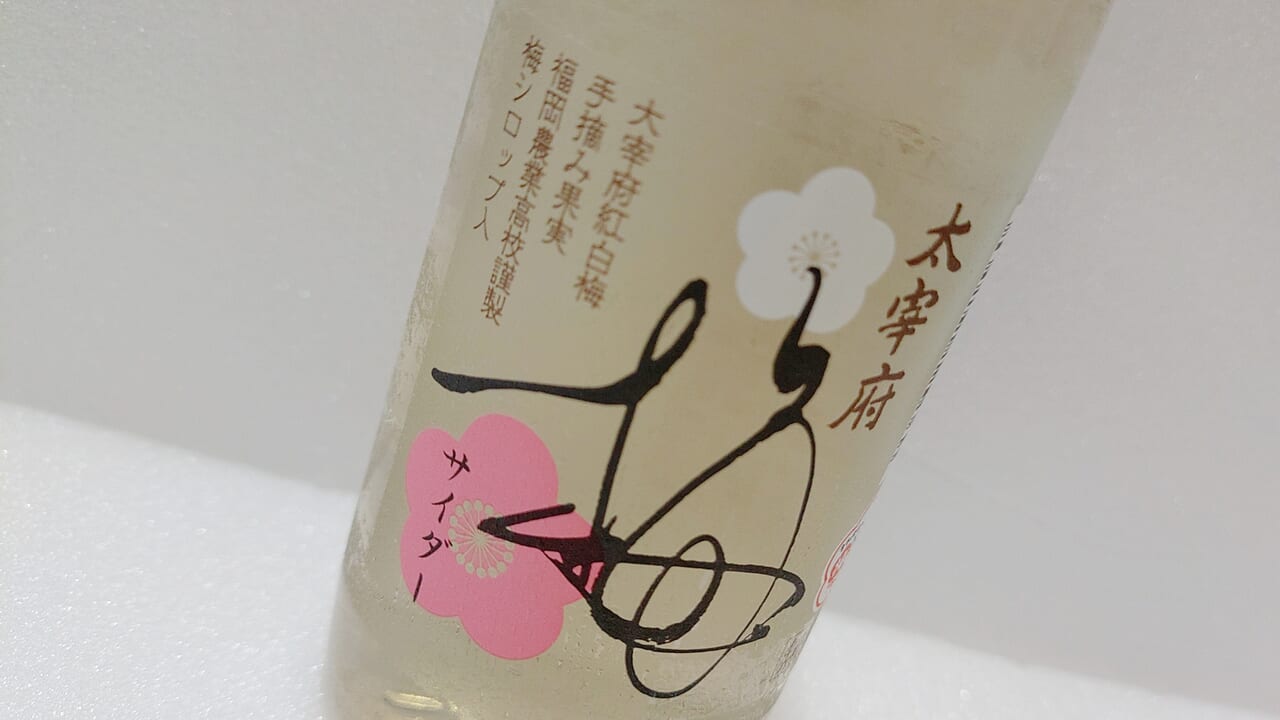 太宰府
梅
サイダー
太宰府紅白梅
手摘み果実
福岡農業高校謹製
梅シロップ入